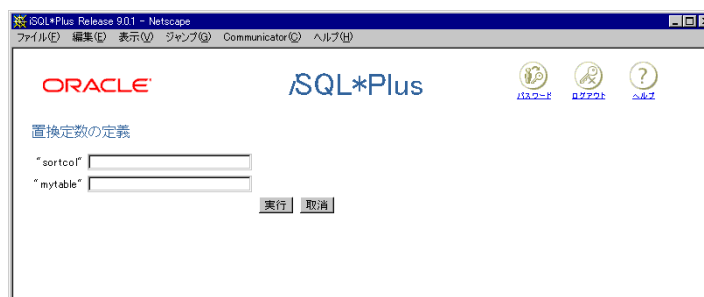 iSQL*Plus Release 9.0.1 - Netscape
ファイル(F) 編集(E) 表示(V) ジャンプ(G) Communicator(C) ヘルプ(H)
ORACLE
iSQL*Plus
パスワード ログアウト ヘルプ
置換定数の定義
"sortcol"
"mytable"
実行 取消